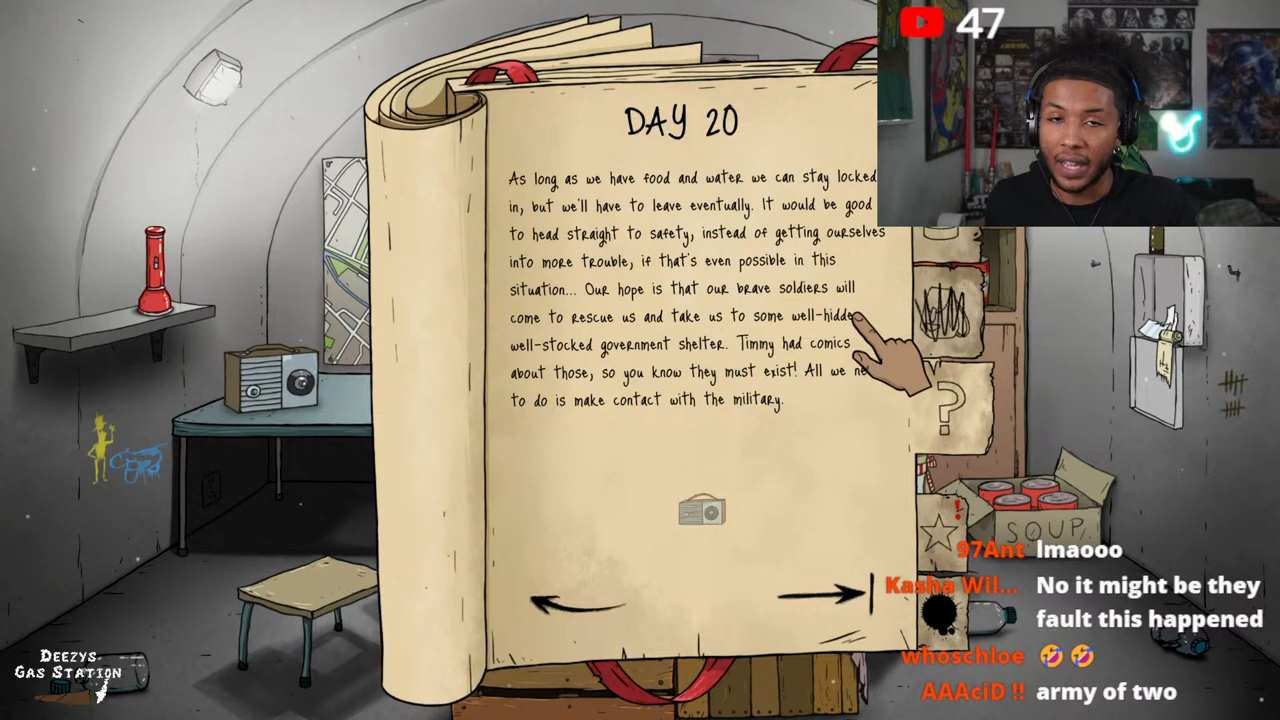 47
DAY 20
As long as we have food and water we can stay locked
in, but we'll have to leave eventually. It would be good
to head straight to safety, instead of getting ourselves
into more trouble, if that's even possible in this
situation... Our hope is that our brave soldiers will
come to rescue us and take us to some well-hidde
well-stocked government shelter. Timmy had comics
about those, so you know they must exist! All we ne
to do is make contact with the military.
?
!
SOUP
97Ant lmaooo
Kasha Wil... No it might be they
fault this happened
whoschloe 🤣 🤣
AAAciD !! army of two
DEEZYS
GAS STATION